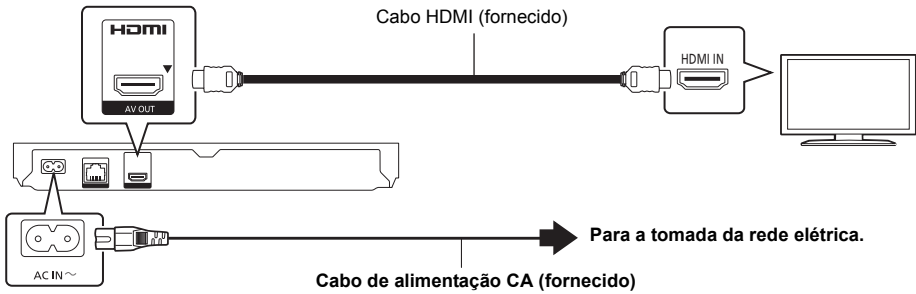 Cabo HDMI (fornecido)
HDMI
AV OUT
HDMI IN
AC IN
Para a tomada da rede elétrica.
Cabo de alimentação CA (fornecido)